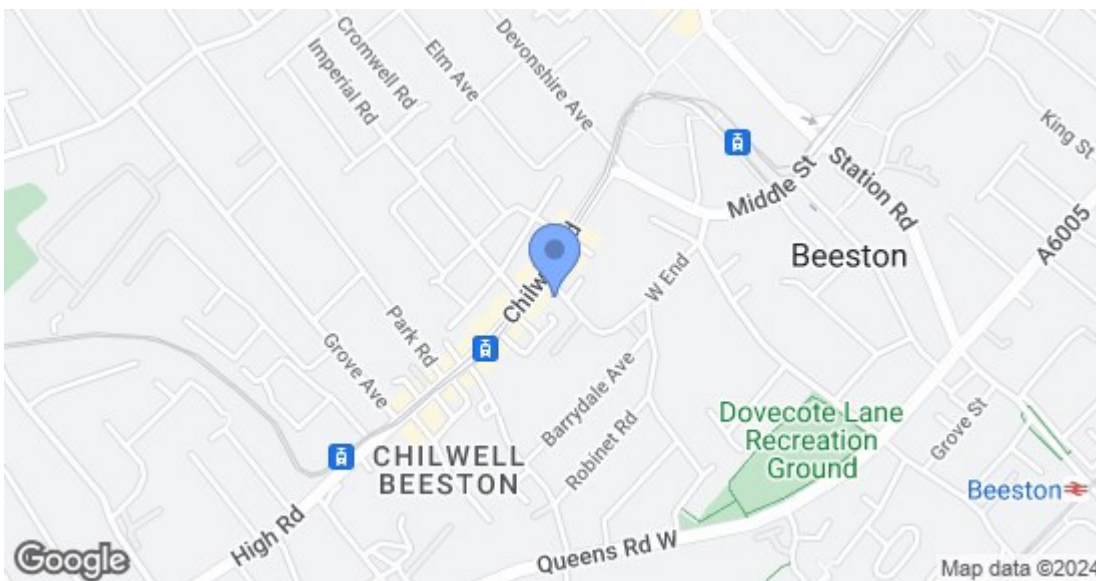 Cromwell Rd
Imperial Rd
Elm Ave
Devonshire Ave
King St
Middle St
Station Rd
Beeston
A6005
W End
Park Rd
Grove Ave
Barrydale Ave
Robinet Rd
Dovecote Lane
Recreation
Ground
Grove St
CHILWELL
BEESTON
Beeston
High Rd
Queens Rd W
Google
Map data ©2024